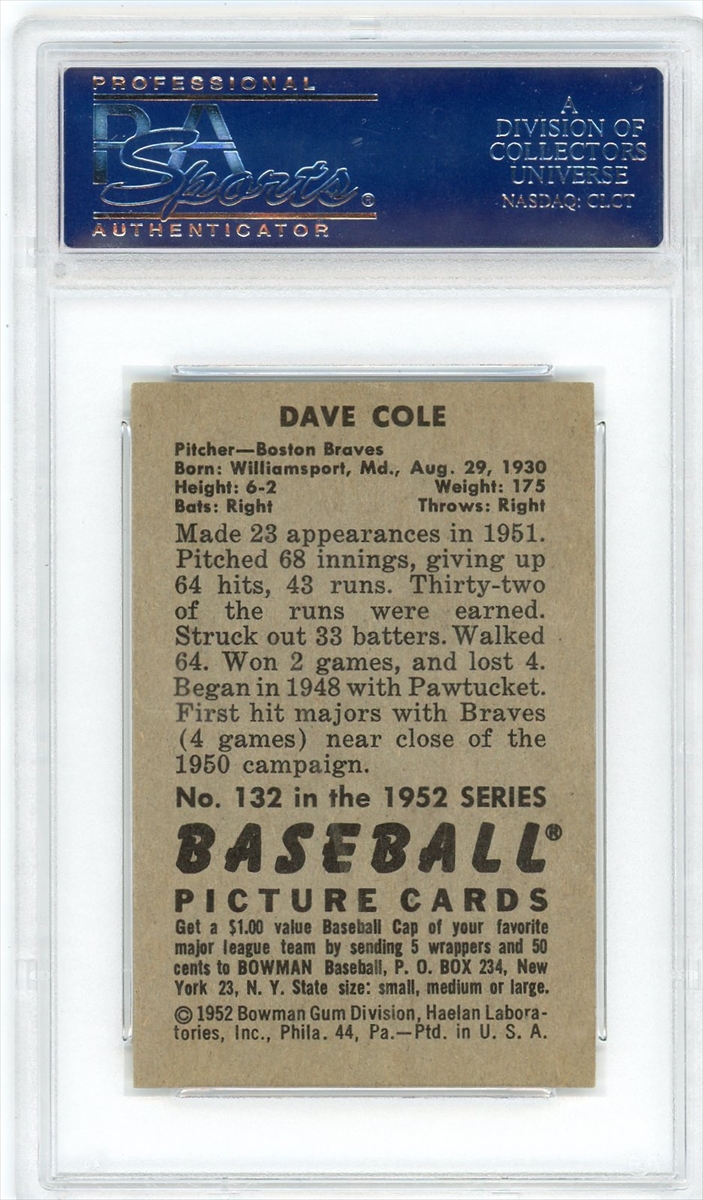 PROFESSIONAL
PSA
Sports®
AUTHENTICATOR
A
DIVISION OF
COLLECTORS
UNIVERSE
NASDAQ: CLCT
DAVE COLE
Pitcher—Boston Braves
Born: Williamsport, Md., Aug. 29, 1930
Height: 6-2 Weight: 175
Bats: Right Throws: Right
Made 23 appearances in 1951.
Pitched 68 innings, giving up
64 hits, 43 runs. Thirty-two
of the runs were earned.
Struck out 33 batters. Walked
64. Won 2 games, and lost 4.
Began in 1948 with Pawtucket.
First hit majors with Braves
(4 games) near close of the
1950 campaign.
No. 132 in the 1952 SERIES
BASEBALL®
PICTURE CARDS
Get a $1.00 value Baseball Cap of your favorite
major league team by sending 5 wrappers and 50
cents to BOWMAN Baseball, P. O. BOX 234, New
York 23, N. Y. State size: small, medium or large.
© 1952 Bowman Gum Division, Haelan Labora-
tories, Inc., Phila. 44, Pa.—Ptd. in U. S. A.